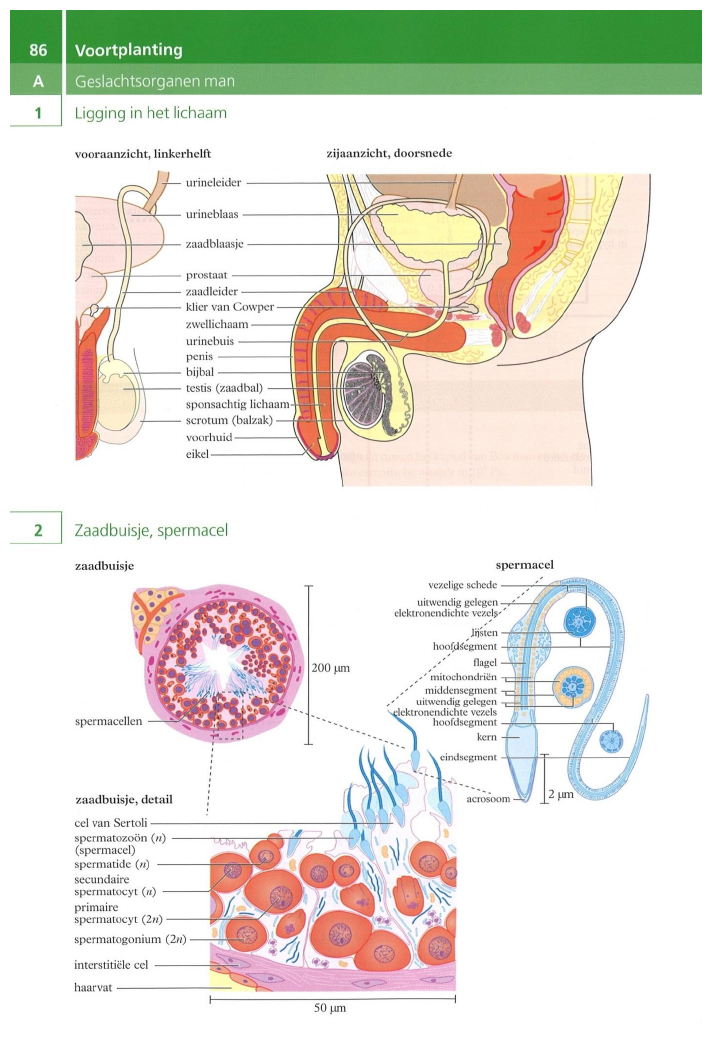 86 Voortplanting
A Geslachtsorganen man
1 Ligging in het lichaam
vooraanzicht, linkerhelft
zijaanzicht, doorsnede
urineleider
urineblaas
zaadblaasje
prostaat
zaadleider
klier van Cowper
zwellichaam
urinebuis
penis
bijbal
testis (zaadbal)
sponsachtig lichaam
scrotum (balzak)
voorhuid
eikel
2 Zaadbuisje, spermacel
zaadbuisje
200 µm
spermacellen
spermacel
vezelige schede
uitwendig gelegen
elektronendichte vezels
lijsten
hoofdsegment
flagel
mitochondriën
middensegment
uitwendig gelegen
elektronendichte vezels
hoofdsegment
kern
eindsegment
acrosoom
2 µm
zaadbuisje, detail
cel van Sertoli
spermatozoön (n)
(spermacel)
spermatide (n)
secundaire
spermatocyt (n)
primaire
spermatocyt (2n)
spermatogonium (2n)
interstitiële cel
haarvat
50 µm